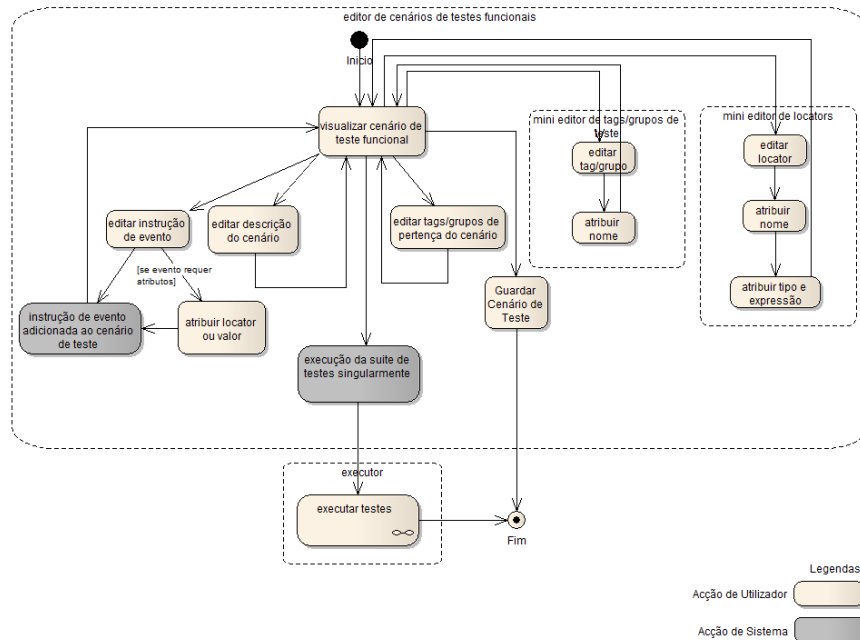 editor de cenários de testes funcionais
Inicio
visualizar cenário de
teste funcional
mini editor de tags/grupos de
teste
editar
tag/grupo
atribuir
nome
mini editor de locators
editar
locator
atribuir
nome
atribuir tipo e
expressão
editar instrução
de evento
editar descrição
do cenário
editar tags/grupos de
pertença do cenário
[se evento requer
atributos]
instrução de evento
adicionada ao cenário
de teste
atribuir locator
ou valor
Guardar
Cenário de
Teste
execução da suite de
testes singularmente
executor
executar testes
Fim
Legendas
Acção de Utilizador
Acção de Sistema